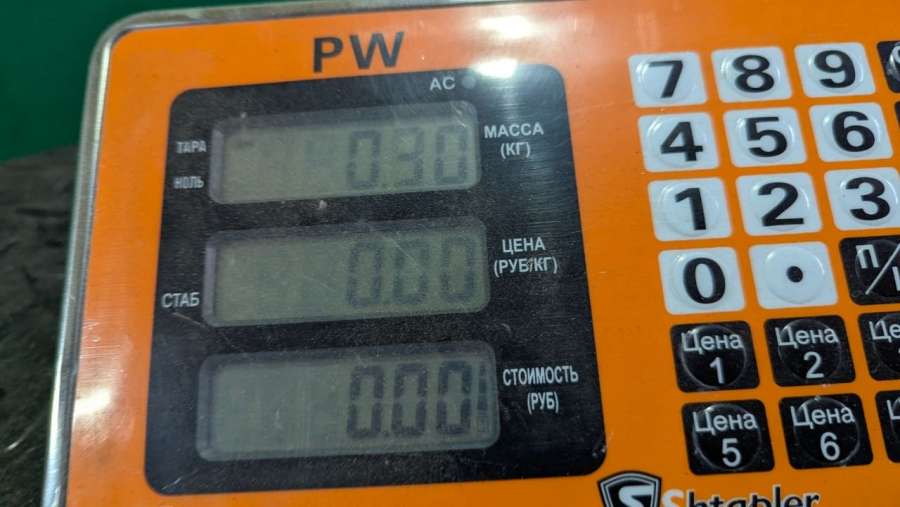 PW
AC
ТАРА
НОЛЬ
0.30
МАССА
(КГ)
СТАБ
0.00
ЦЕНА
(РУБ/КГ)
0.00
СТОИМОСТЬ
(РУБ)
7 8 9
4 5 6
1 2 3
0 •
Цена 1
Цена 2
Цена 5
Цена 6
Shtapler